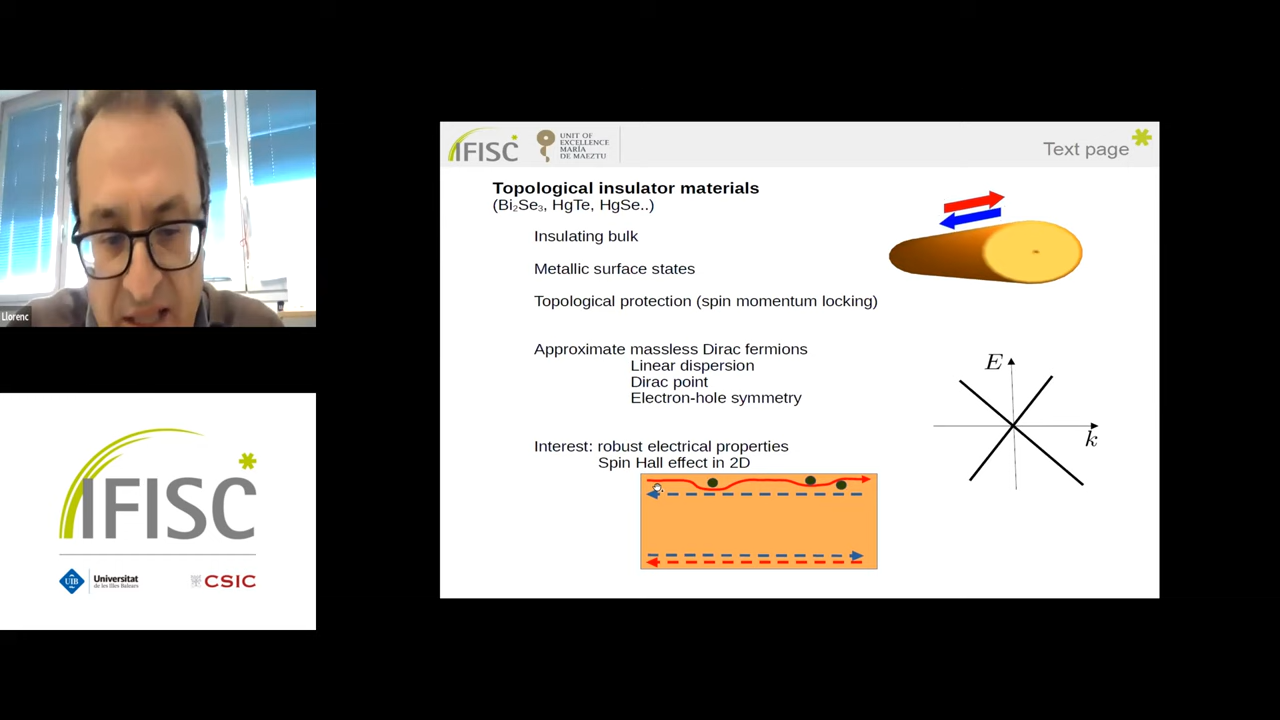 Llorenc
IFISC
UIB
Universitat
de les Illes Balears
CSIC
IFISC
UNIT OF
EXCELLENCE
MARÍA
DE MAEZTU
Text page
Topological insulator materials
(Bi₂Se₃, HgTe, HgSe..)
Insulating bulk
Metallic surface states
Topological protection (spin momentum locking)
Approximate massless Dirac fermions
Linear dispersion
Dirac point
Electron-hole symmetry
E
k
Interest: robust electrical properties
Spin Hall effect in 2D